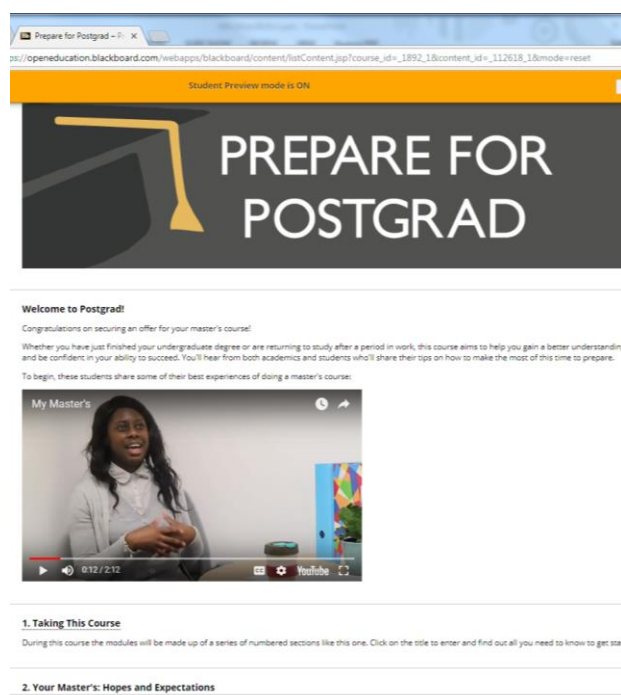 Prepare for Postgrad – Pr
ps://openeducation.blackboard.com/webapps/blackboard/content/listContent.jsp?course_id=_1892_1&content_id=_112618_1&mode=reset
Student Preview mode is ON
PREPARE FOR
POSTGRAD
Welcome to Postgrad!
Congratulations on securing an offer for your master's course!
Whether you have just finished your undergraduate degree or are returning to study after a period in work, this course aims to help you gain a better understandin
and be confident in your ability to succeed. You'll hear from both academics and students who'll share their tips on how to make the most of this time to prepare.
To begin, these students share some of their best experiences of doing a master's course:
My Master's
0:12 / 2:12
CC
YouTube
1. Taking This Course
During this course the modules will be made up of a series of numbered sections like this one. Click on the title to enter and find out all you need to know to get sta
2. Your Master's: Hopes and Expectations